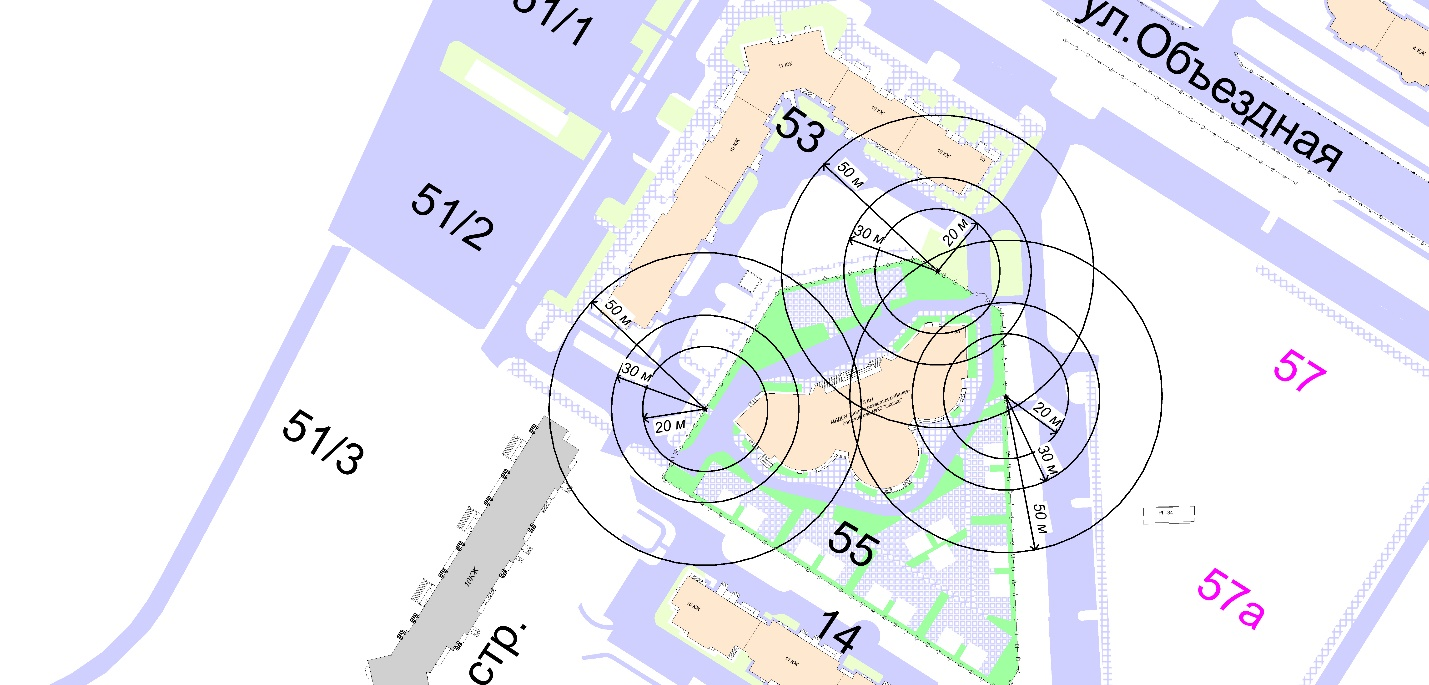 51/1
ул.Объездная
53
50 м
51/2
20 м
30 м
50 м
57
30 м
20 м
20 м
51/3
30 м
50 м
55
57а
14
стр.